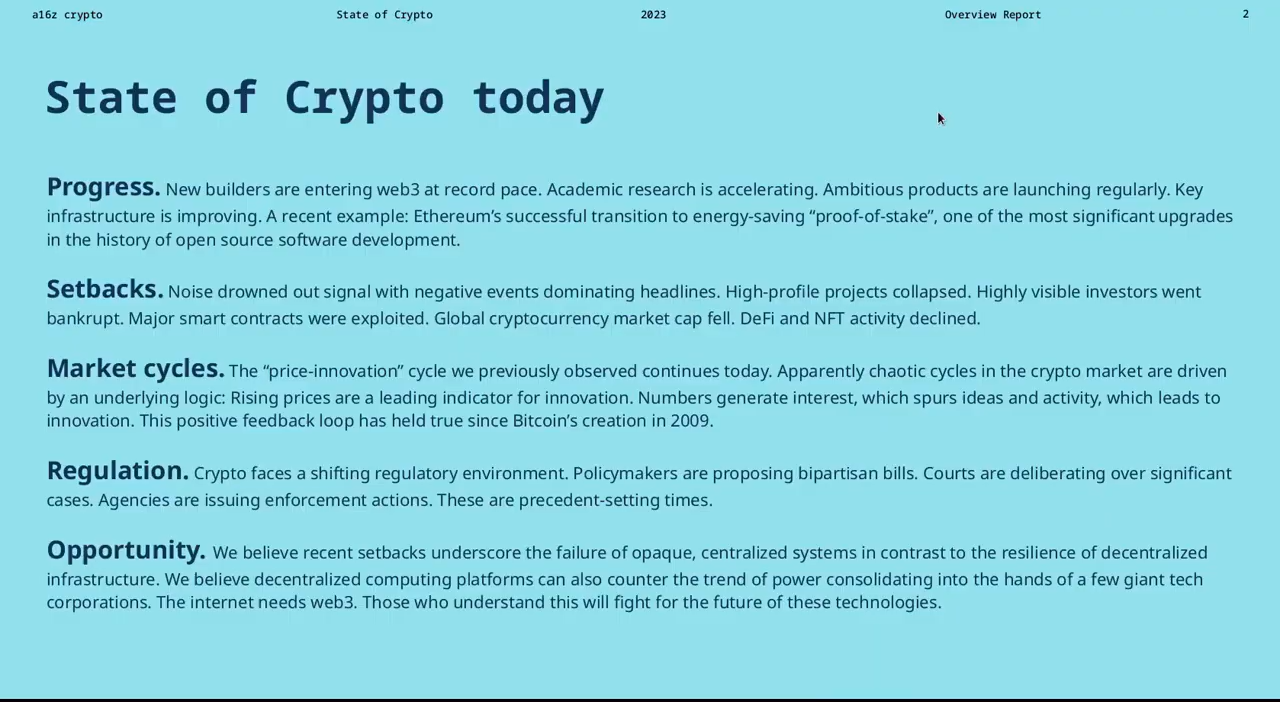 a16z crypto State of Crypto 2023 Overview Report 2
State of Crypto today
Progress. New builders are entering web3 at record pace. Academic research is accelerating. Ambitious products are launching regularly. Key
infrastructure is improving. A recent example: Ethereum’s successful transition to energy-saving “proof-of-stake”, one of the most significant upgrades
in the history of open source software development.
Setbacks. Noise drowned out signal with negative events dominating headlines. High-profile projects collapsed. Highly visible investors went
bankrupt. Major smart contracts were exploited. Global cryptocurrency market cap fell. DeFi and NFT activity declined.
Market cycles. The “price-innovation” cycle we previously observed continues today. Apparently chaotic cycles in the crypto market are driven
by an underlying logic: Rising prices are a leading indicator for innovation. Numbers generate interest, which spurs ideas and activity, which leads to
innovation. This positive feedback loop has held true since Bitcoin’s creation in 2009.
Regulation. Crypto faces a shifting regulatory environment. Policymakers are proposing bipartisan bills. Courts are deliberating over significant
cases. Agencies are issuing enforcement actions. These are precedent-setting times.
Opportunity. We believe recent setbacks underscore the failure of opaque, centralized systems in contrast to the resilience of decentralized
infrastructure. We believe decentralized computing platforms can also counter the trend of power consolidating into the hands of a few giant tech
corporations. The internet needs web3. Those who understand this will fight for the future of these technologies.